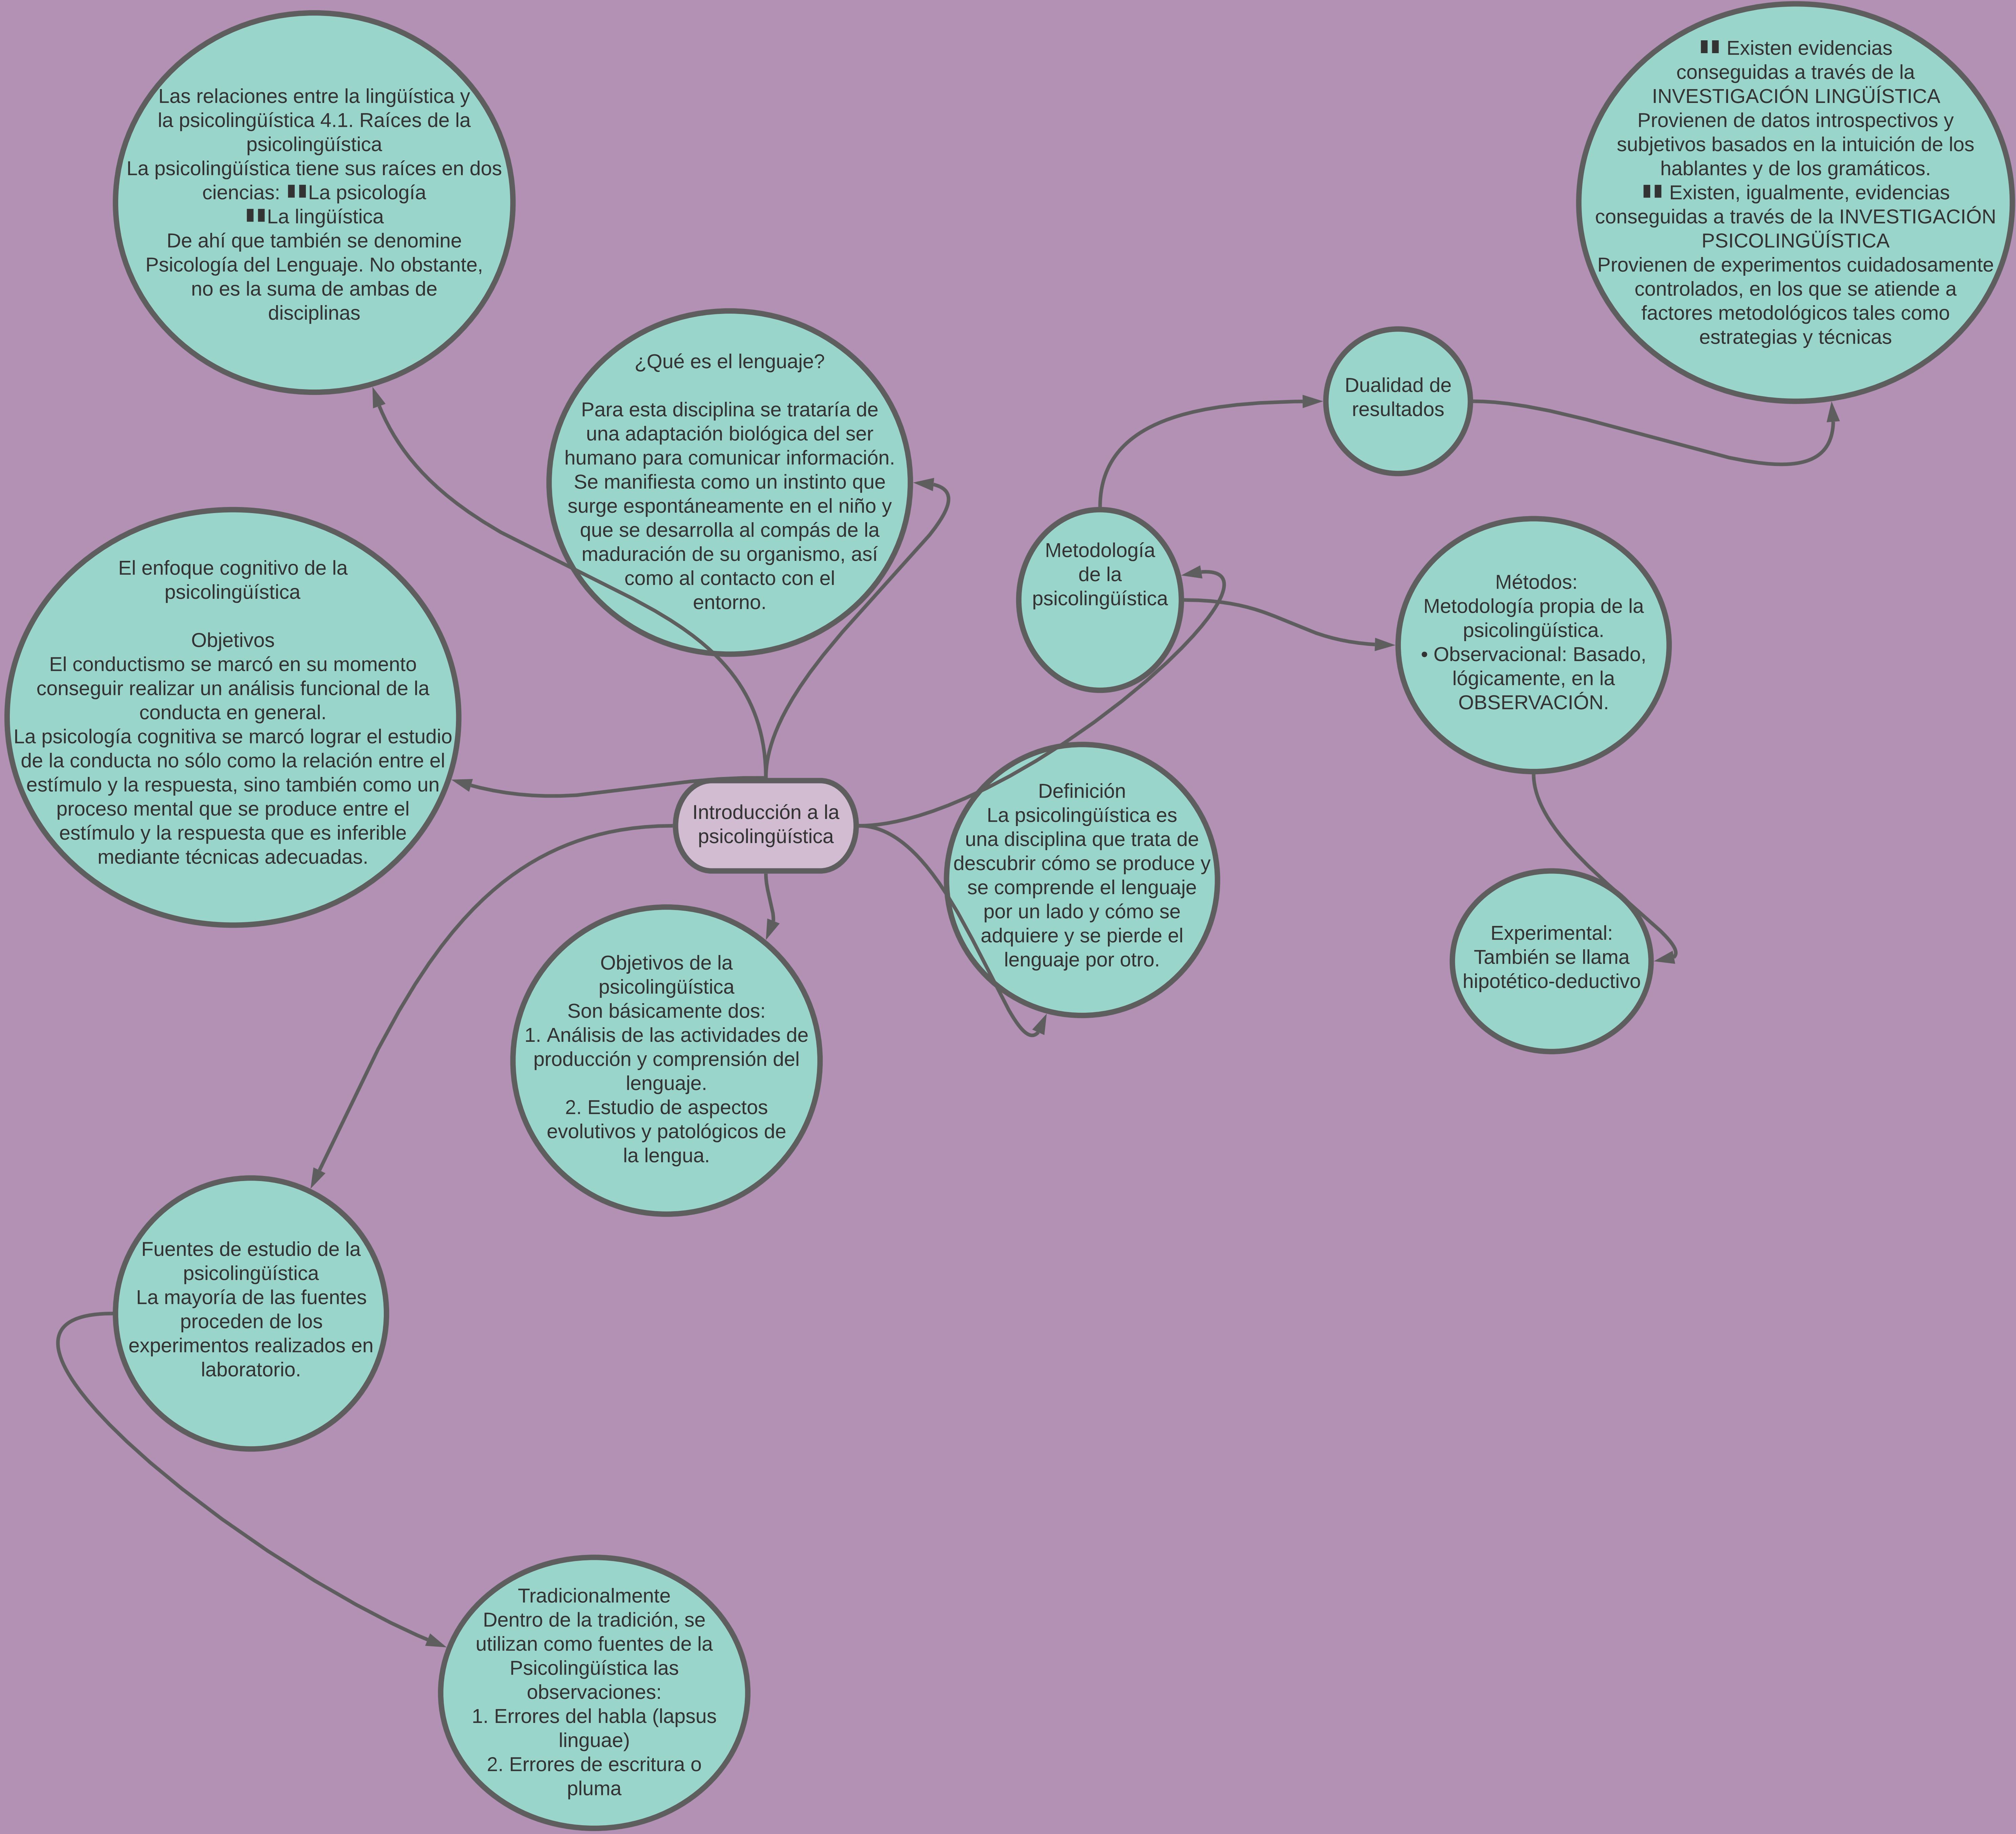 Las relaciones entre la lingüística y
la psicolingüística 4.1. Raíces de la
psicolingüística
La psicolingüística tiene sus raíces en dos
ciencias: ▮▮La psicología
▮▮La lingüística
De ahí que también se denomine
Psicología del Lenguaje. No obstante,
no es la suma de ambas de
disciplinas
▮▮ Existen evidencias
conseguidas a través de la
INVESTIGACIÓN LINGÜÍSTICA
Provienen de datos introspectivos y
subjetivos basados en la intuición de los
hablantes y de los gramáticos.
▮▮ Existen, igualmente, evidencias
conseguidas a través de la INVESTIGACIÓN
PSICOLINGÜÍSTICA
Provienen de experimentos cuidadosamente
controlados, en los que se atiende a
factores metodológicos tales como
estrategias y técnicas
¿Qué es el lenguaje?
Para esta disciplina se trataría de
una adaptación biológica del ser
humano para comunicar información.
Se manifiesta como un instinto que
surge espontáneamente en el niño y
que se desarrolla al compás de la
maduración de su organismo, así
como al contacto con el
entorno.
Dualidad de
resultados
Metodología
de la
psicolingüística
Métodos:
Metodología propia de la
psicolingüística.
• Observacional: Basado,
lógicamente, en la
OBSERVACIÓN.
El enfoque cognitivo de la
psicolingüística
Objetivos
El conductismo se marcó en su momento
conseguir realizar un análisis funcional de la
conducta en general.
La psicología cognitiva se marcó lograr el estudio
de la conducta no sólo como la relación entre el
estímulo y la respuesta, sino también como un
proceso mental que se produce entre el
estímulo y la respuesta que es inferible
mediante técnicas adecuadas.
Introducción a la
psicolingüística
Definición
La psicolingüística es
una disciplina que trata de
descubrir cómo se produce y
se comprende el lenguaje
por un lado y cómo se
adquiere y se pierde el
lenguaje por otro.
Experimental:
También se llama
hipotético-deductivo
Objetivos de la
psicolingüística
Son básicamente dos:
1. Análisis de las actividades de
producción y comprensión del
lenguaje.
2. Estudio de aspectos
evolutivos y patológicos de
la lengua.
Fuentes de estudio de la
psicolingüística
La mayoría de las fuentes
proceden de los
experimentos realizados en
laboratorio.
Tradicionalmente
Dentro de la tradición, se
utilizan como fuentes de la
Psicolingüística las
observaciones:
1. Errores del habla (lapsus
linguae)
2. Errores de escritura o
pluma